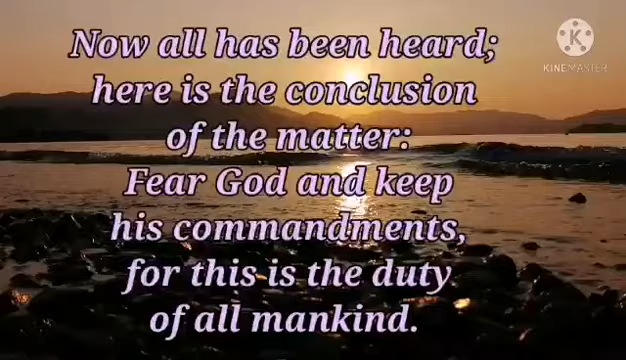 Now all has been heard;
here is the conclusion
of the matter:
Fear God and keep
his commandments,
for this is the duty
of all mankind.
K
KINEMASTER